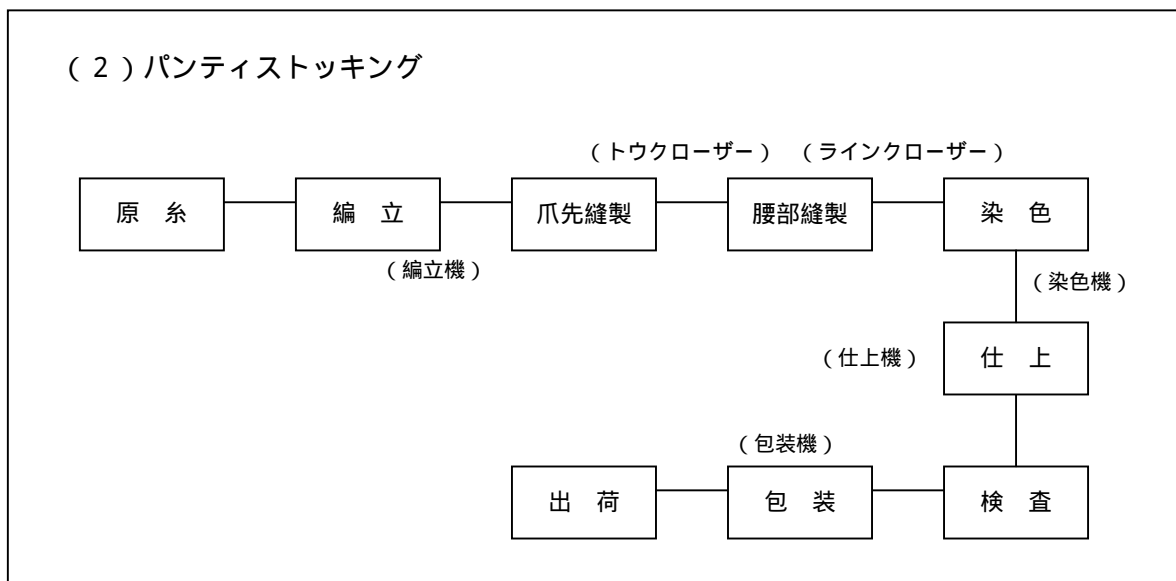 （２）パンティストッキング
（トウクローザー） （ラインクローザー）
原　糸 編　立 爪先縫製 腰部縫製 染　色
（編立機）
（染色機）
（仕上機） 仕　上
（包装機）
出　荷 包　装 検　査